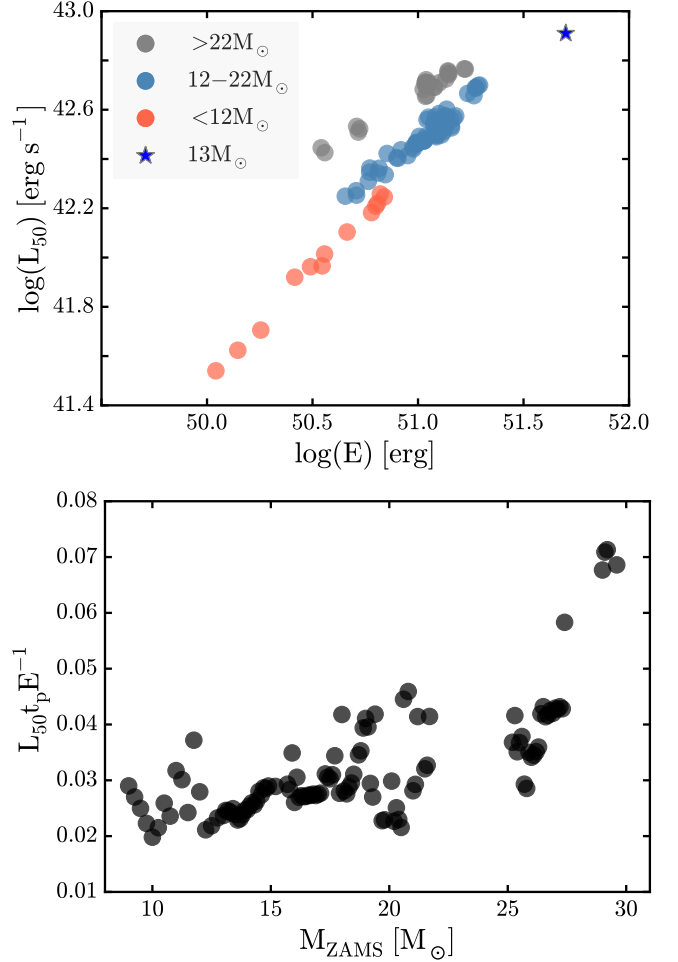 43.0
42.6
42.2
41.8
41.4
log(L₅₀) [erg s⁻¹]
>22M⊙
12−22M⊙
<12M⊙
13M⊙
50.0 50.5 51.0 51.5 52.0
log(E) [erg]
0.08
0.07
0.06
0.05
0.04
0.03
0.02
0.01
L₅₀tₚE⁻¹
10 15 20 25 30
M_ZAMS [M⊙]